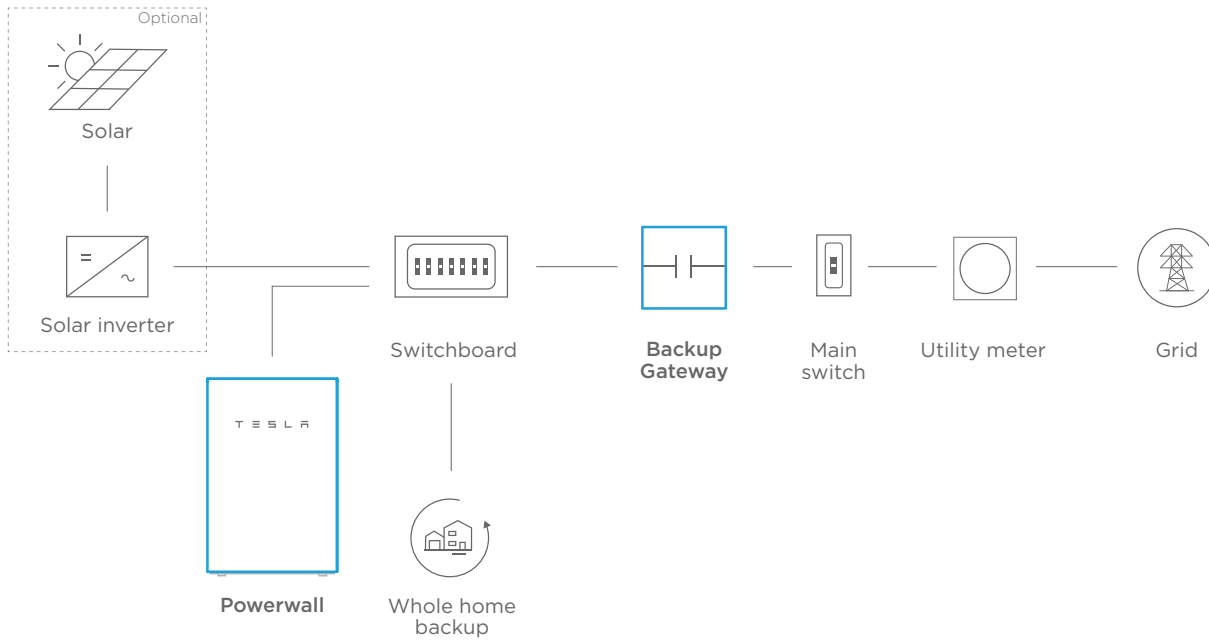 Optional
Solar
Solar inverter
Switchboard
Backup
Gateway
Main
switch
Utility meter
Grid
TESLA
Powerwall
Whole home
backup